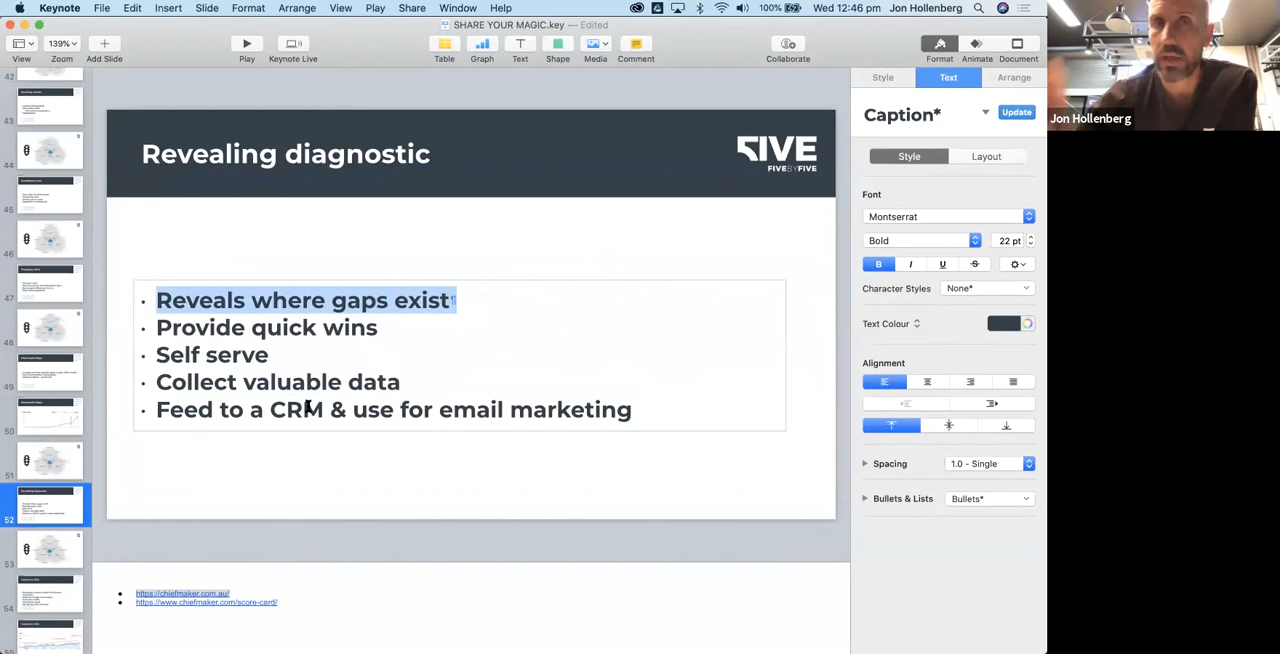 Keynote File Edit Insert Slide Format Arrange View Play Share Window Help 100% Wed 12:46 pm Jon Hollenberg
SHARE YOUR MAGIC.key — Edited
139%
View Zoom Add Slide Play Keynote Live Table Graph Text Shape Media Comment Collaborate Format Animate Document
Style Text Arrange
Caption* Update
Style Layout
Font
Montserrat
Bold 22 pt
B I U S
Character Styles None*
Text Colour
Alignment
Spacing 1.0 - Single
Bullets & Lists Bullets*
Jon Hollenberg
42
43
44
45
46
47
48
49
50
51
52
53
54
Revealing diagnostic
FIVE
FIVEBYFIVE
· Reveals where gaps exist
· Provide quick wins
· Self serve
· Collect valuable data
· Feed to a CRM & use for email marketing
• https://chiefmaker.com.au/
• https://www.chiefmaker.com/score-card/